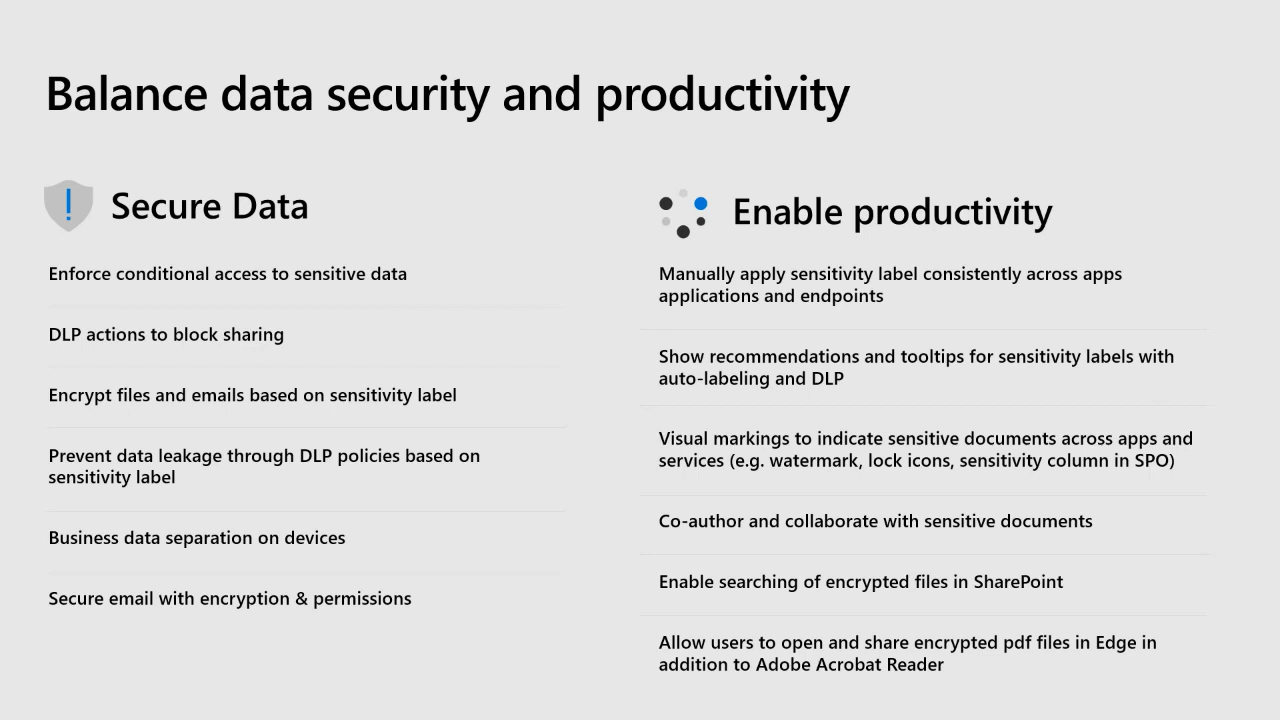 Balance data security and productivity
Secure Data
Enforce conditional access to sensitive data
DLP actions to block sharing
Encrypt files and emails based on sensitivity label
Prevent data leakage through DLP policies based on
sensitivity label
Business data separation on devices
Secure email with encryption & permissions
Enable productivity
Manually apply sensitivity label consistently across apps
applications and endpoints
Show recommendations and tooltips for sensitivity labels with
auto-labeling and DLP
Visual markings to indicate sensitive documents across apps and
services (e.g. watermark, lock icons, sensitivity column in SPO)
Co-author and collaborate with sensitive documents
Enable searching of encrypted files in SharePoint
Allow users to open and share encrypted pdf files in Edge in
addition to Adobe Acrobat Reader